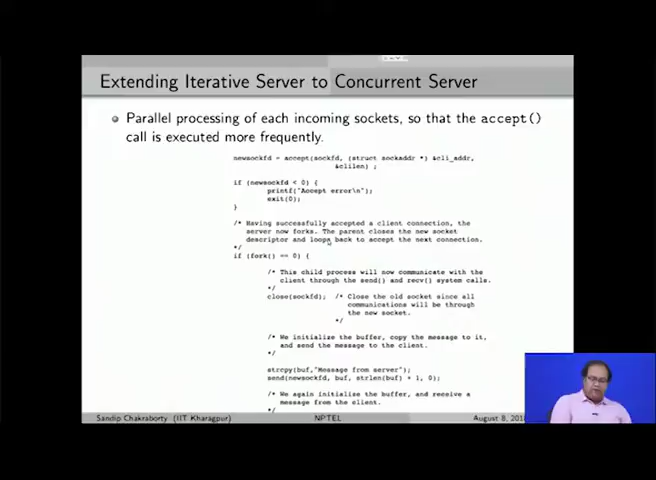 Extending Iterative Server to Concurrent Server
Parallel processing of each incoming sockets, so that the accept()
call is executed more frequently.
newsockfd = accept(sockfd, (struct sockaddr *) &cli_addr,
&clilen) ;
if (newsockfd < 0) {
printf("Accept error\n");
exit(0);
}
/* Having successfully accepted a client connection, the
server now forks. The parent closes the new socket
descriptor and loops back to accept the next connection.
*/
if (fork() == 0) {
/* This child process will now communicate with the
client through the send() and recv() system calls.
*/
close(sockfd); /* Close the old socket since all
communications will be through
the new socket.
*/
/* We initialize the buffer, copy the message to it,
and send the message to the client.
*/
strcpy(buf,"Message from server");
send(newsockfd, buf, strlen(buf) + 1, 0);
/* We again initialize the buffer, and receive a
message from the client.
*/
Sandip Chakraborty (IIT Kharagpur) NPTEL August 8,